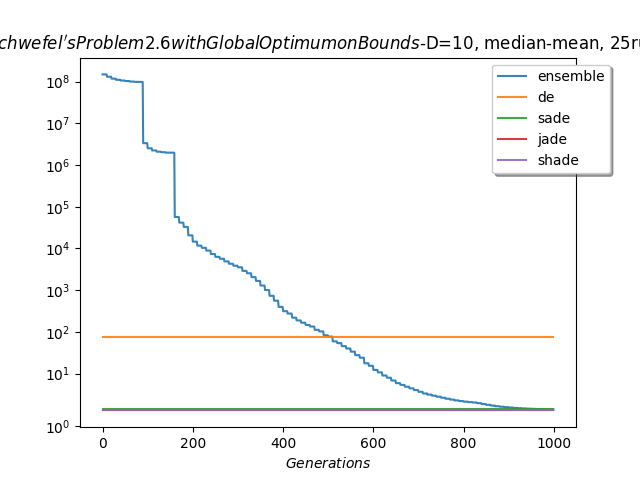 chwefel'sProblem2.6withGlobalOptimumonBounds-D=10, median-mean, 25ru
ensemble
de
sade
jade
shade
10^8
10^7
10^6
10^5
10^4
10^3
10^2
10^1
10^0
0 200 400 600 800 1000
Generations